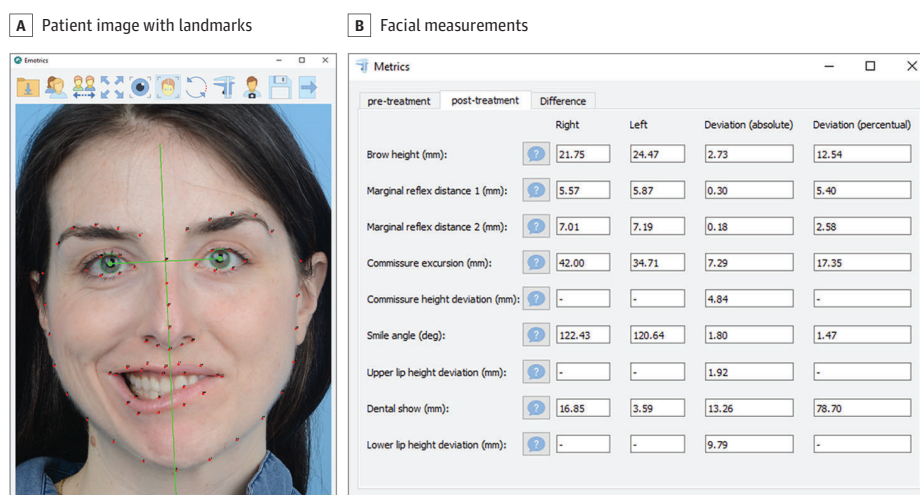 A Patient image with landmarks
B Facial measurements
Emotrics
Metrics
pre-treatment post-treatment Difference
Right Left Deviation (absolute) Deviation (percentual)
Brow height (mm): ? 21.75 24.47 2.73 12.54
Marginal reflex distance 1 (mm): ? 5.57 5.87 0.30 5.40
Marginal reflex distance 2 (mm): ? 7.01 7.19 0.18 2.58
Commissure excursion (mm): ? 42.00 34.71 7.29 17.35
Commissure height deviation (mm): ? - - 4.84 -
Smile angle (deg): ? 122.43 120.64 1.80 1.47
Upper lip height deviation (mm): ? - - 1.92 -
Dental show (mm): ? 16.85 3.59 13.26 78.70
Lower lip height deviation (mm): ? - - 9.79 -